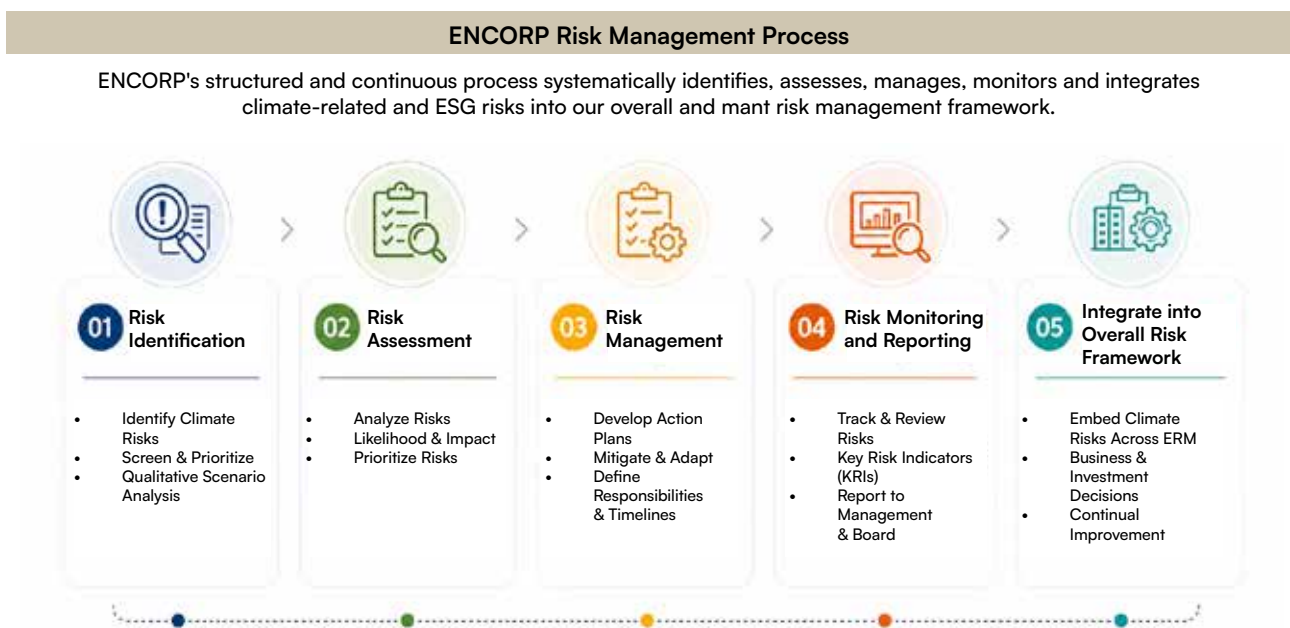 ENCORP Risk Management Process
ENCORP's structured and continuous process systematically identifies, assesses, manages, monitors and integrates
climate-related and ESG risks into our overall and mant risk management framework.
01 Risk
Identification
• Identify Climate
Risks
• Screen & Prioritize
• Qualitative Scenario
Analysis
02 Risk
Assessment
• Analyze Risks
• Likelihood & Impact
• Prioritize Risks
03 Risk
Management
• Develop Action
Plans
• Mitigate & Adapt
• Define
Responsibilities
& Timelines
04 Risk Monitoring
and Reporting
• Track & Review
Risks
• Key Risk Indicators
(KRIs)
• Report to
Management
& Board
05 Integrate into
Overall Risk
Framework
• Embed Climate
Risks Across ERM
• Business &
Investment
Decisions
• Continual
Improvement